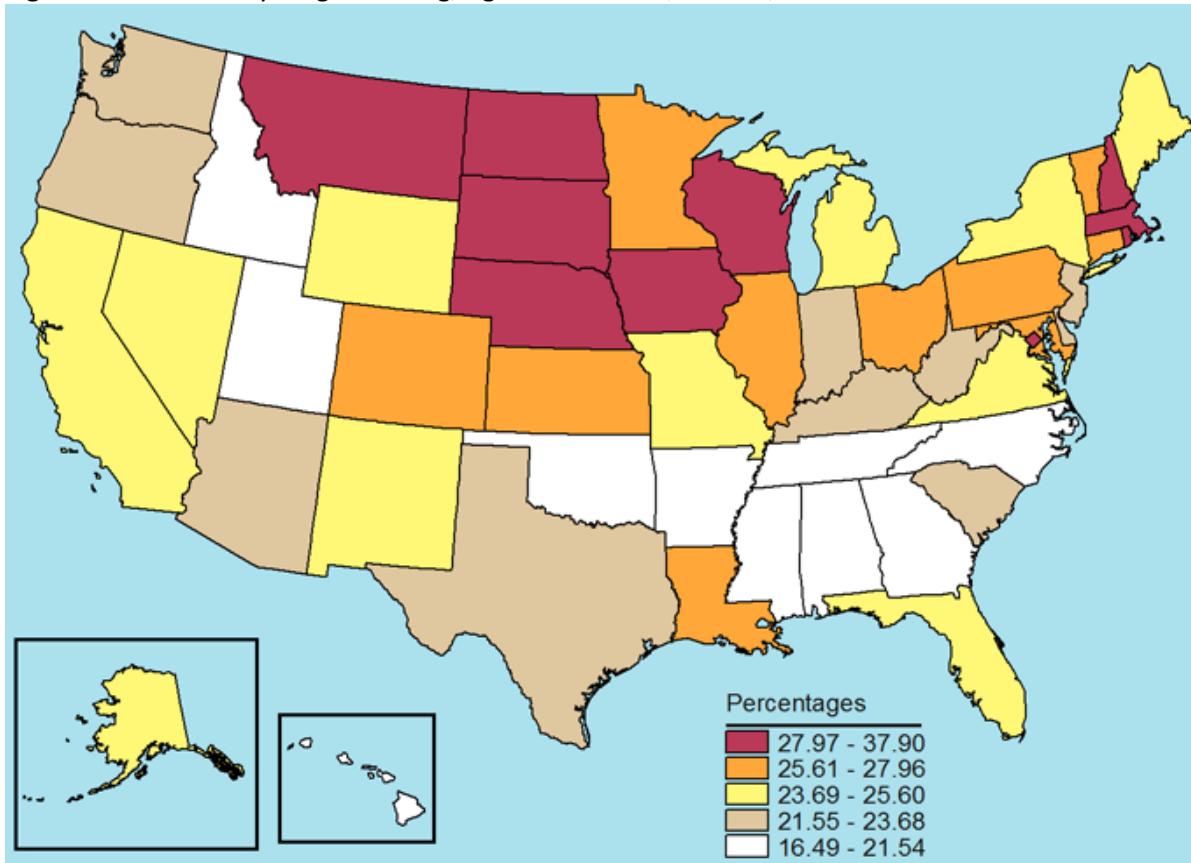 Percentages
27.97 - 37.90
25.61 - 27.96
23.69 - 25.60
21.55 - 23.68
16.49 - 21.54